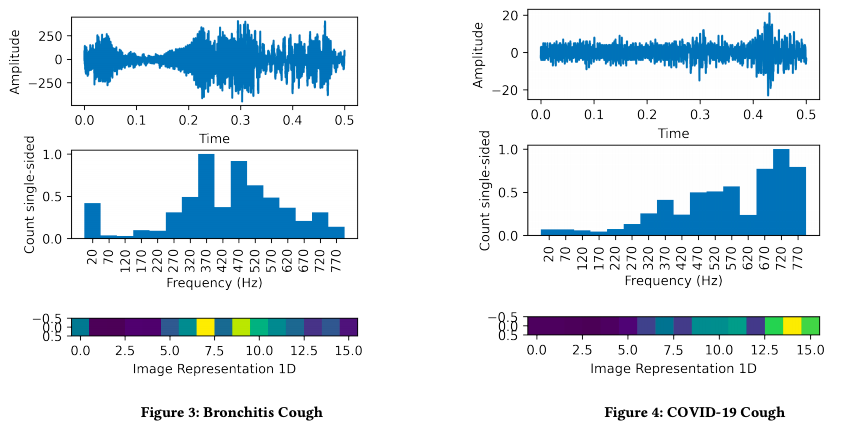 Amplitude
250
0
−250
0.0 0.1 0.2 0.3 0.4 0.5
Time
Count single-sided
1.0
0.5
0.0
20 70 120 170 220 270 320 370 420 470 520 570 620 670 720 770
Frequency (Hz)
−0.5
0.0
0.5
0.0 2.5 5.0 7.5 10.0 12.5 15.0
Image Representation 1D
Figure 3: Bronchitis Cough
Amplitude
20
0
−20
0.0 0.1 0.2 0.3 0.4 0.5
Time
Count single-sided
1.0
0.5
0.0
20 70 120 170 220 270 320 370 420 470 520 570 620 670 720 770
Frequency (Hz)
−0.5
0.0
0.5
0.0 2.5 5.0 7.5 10.0 12.5 15.0
Image Representation 1D
Figure 4: COVID-19 Cough